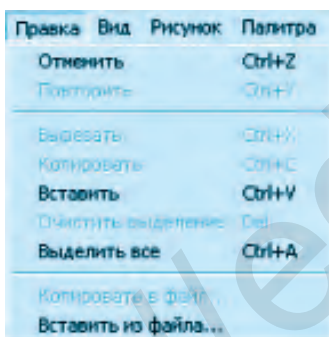 Правка Вид Рисунок Палитра
Отменить Ctrl+Z
Повторить Ctrl+Y
Вырезать Ctrl+X
Копировать Ctrl+C
Вставить Ctrl+V
Очистить выделение Del
Выделить все Ctrl+A
Копировать в файл...
Вставить из файла...